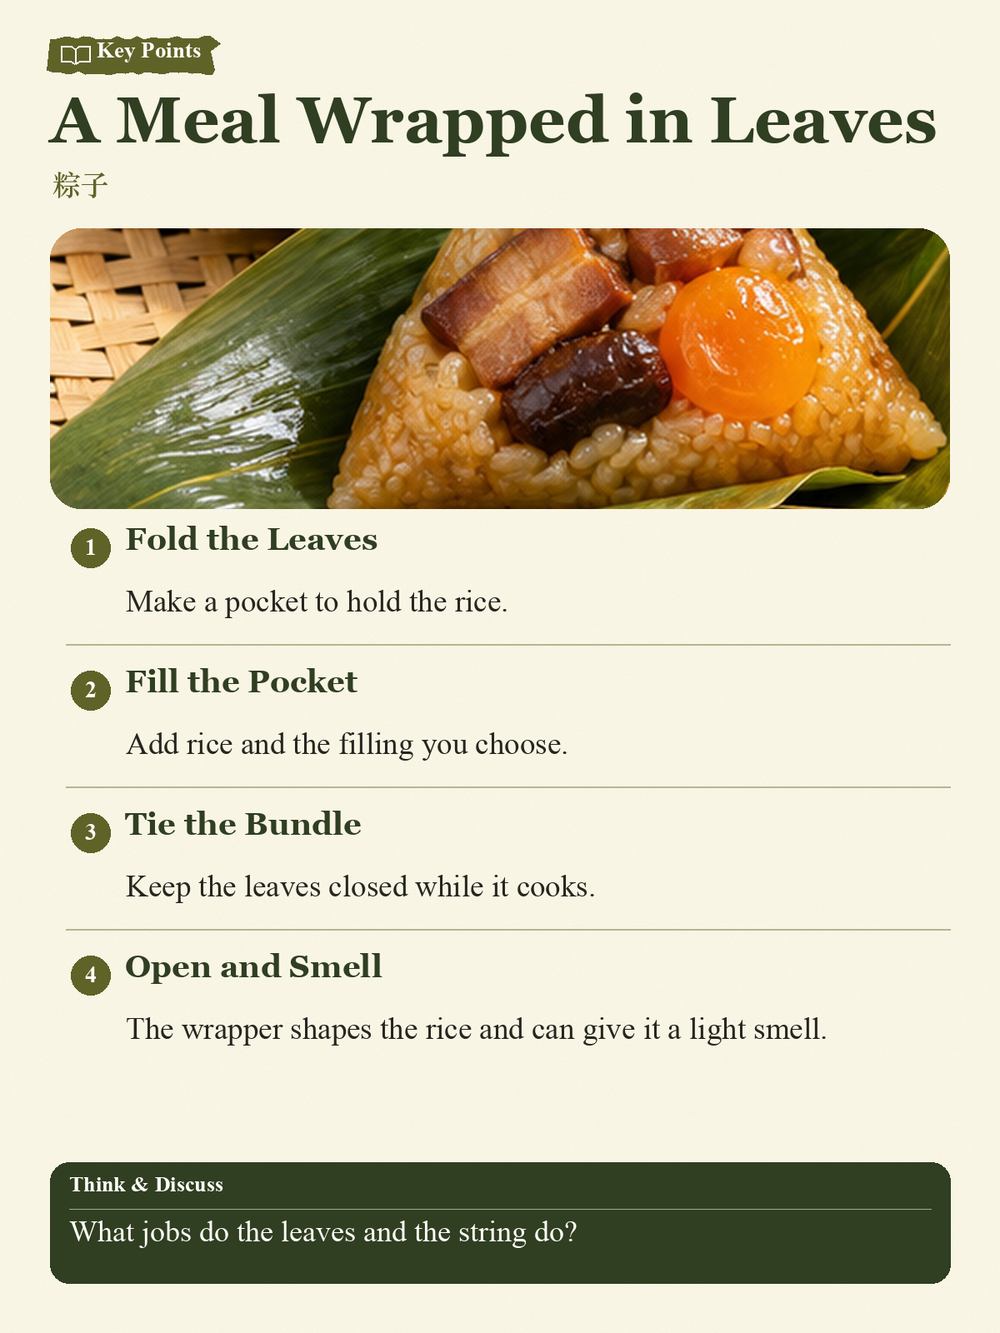 Key Points
A Meal Wrapped in Leaves
粽子
1 Fold the Leaves
Make a pocket to hold the rice.
2 Fill the Pocket
Add rice and the filling you choose.
3 Tie the Bundle
Keep the leaves closed while it cooks.
4 Open and Smell
The wrapper shapes the rice and can give it a light smell.
Think & Discuss
What jobs do the leaves and the string do?